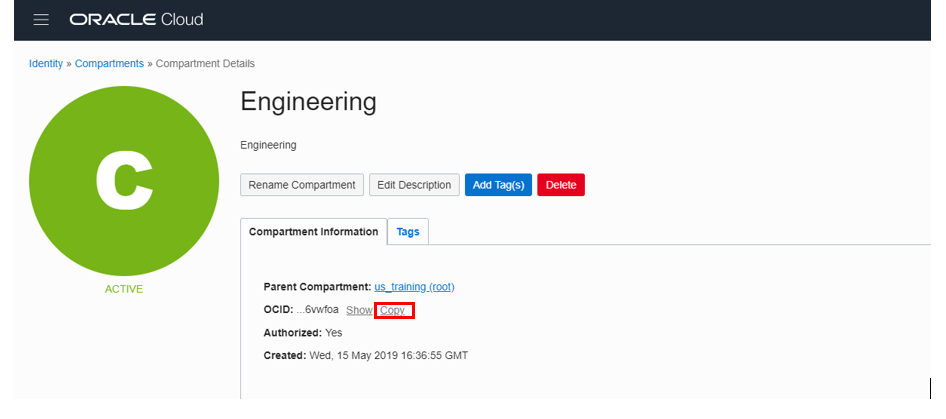 ORACLE Cloud
Identity » Compartments » Compartment Details
C
ACTIVE
Engineering
Engineering
Rename Compartment Edit Description Add Tag(s) Delete
Compartment Information Tags
Parent Compartment: us_training (root)
OCID: ...6vwfoa Show Copy
Authorized: Yes
Created: Wed, 15 May 2019 16:36:55 GMT